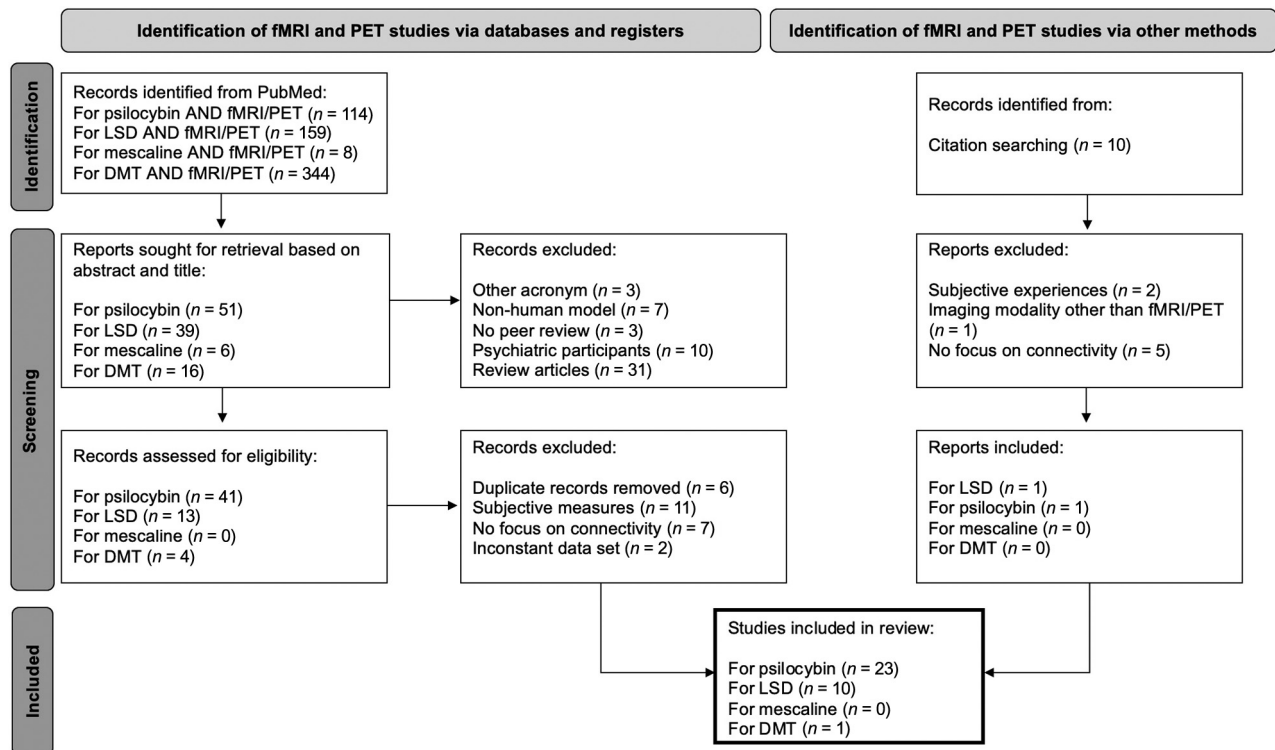 Identification of fMRI and PET studies via databases and registers
Identification of fMRI and PET studies via other methods
Identification
Records identified from PubMed:
For psilocybin AND fMRI/PET (n = 114)
For LSD AND fMRI/PET (n = 159)
For mescaline AND fMRI/PET (n = 8)
For DMT AND fMRI/PET (n = 344)
Records identified from:
Citation searching (n = 10)
Screening
Reports sought for retrieval based on
abstract and title:
For psilocybin (n = 51)
For LSD (n = 39)
For mescaline (n = 6)
For DMT (n = 16)
Records excluded:
Other acronym (n = 3)
Non-human model (n = 7)
No peer review (n = 3)
Psychiatric participants (n = 10)
Review articles (n = 31)
Reports excluded:
Subjective experiences (n = 2)
Imaging modality other than fMRI/PET
(n = 1)
No focus on connectivity (n = 5)
Records assessed for eligibility:
For psilocybin (n = 41)
For LSD (n = 13)
For mescaline (n = 0)
For DMT (n = 4)
Records excluded:
Duplicate records removed (n = 6)
Subjective measures (n = 11)
No focus on connectivity (n = 7)
Inconstant data set (n = 2)
Reports included:
For LSD (n = 1)
For psilocybin (n = 1)
For mescaline (n = 0)
For DMT (n = 0)
Included
Studies included in review:
For psilocybin (n = 23)
For LSD (n = 10)
For mescaline (n = 0)
For DMT (n = 1)